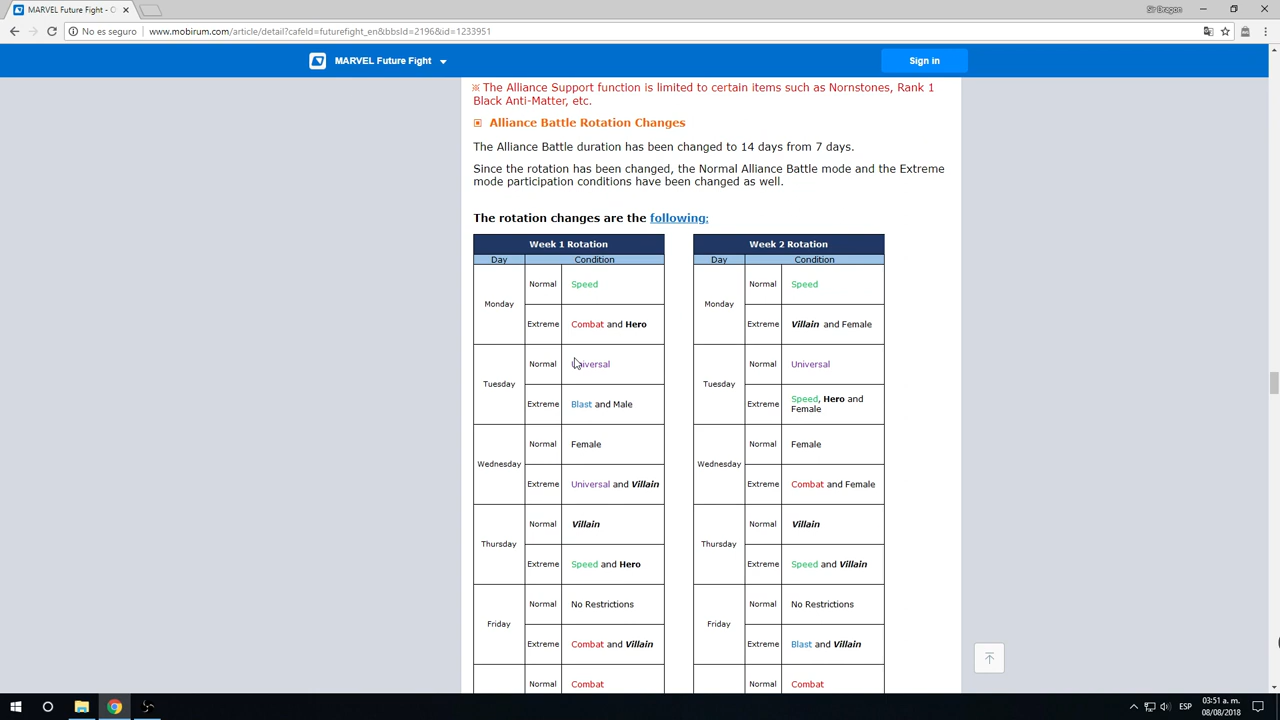 MARVEL Future Fight - O
Sir Dragon
No es seguro
www.mobirum.com/article/detail?cafeId=futurefight_en&bbsId=2196&id=1233951
MARVEL Future Fight
Sign in
※ The Alliance Support function is limited to certain items such as Nornstones, Rank 1
Black Anti-Matter, etc.
▣ Alliance Battle Rotation Changes
The Alliance Battle duration has been changed to 14 days from 7 days.
Since the rotation has been changed, the Normal Alliance Battle mode and the Extreme
mode participation conditions have been changed as well.
The rotation changes are the following:
Week 1 Rotation
Day Condition
Monday
Normal Speed
Extreme Combat and Hero
Tuesday
Normal Universal
Extreme Blast and Male
Wednesday
Normal Female
Extreme Universal and Villain
Thursday
Normal Villain
Extreme Speed and Hero
Friday
Normal No Restrictions
Extreme Combat and Villain
Normal Combat
Week 2 Rotation
Day Condition
Monday
Normal Speed
Extreme Villain and Female
Tuesday
Normal Universal
Extreme Speed, Hero and
Female
Wednesday
Normal Female
Extreme Combat and Female
Thursday
Normal Villain
Extreme Speed and Villain
Friday
Normal No Restrictions
Extreme Blast and Villain
Normal Combat
ESP
03:51 a. m.
08/08/2018